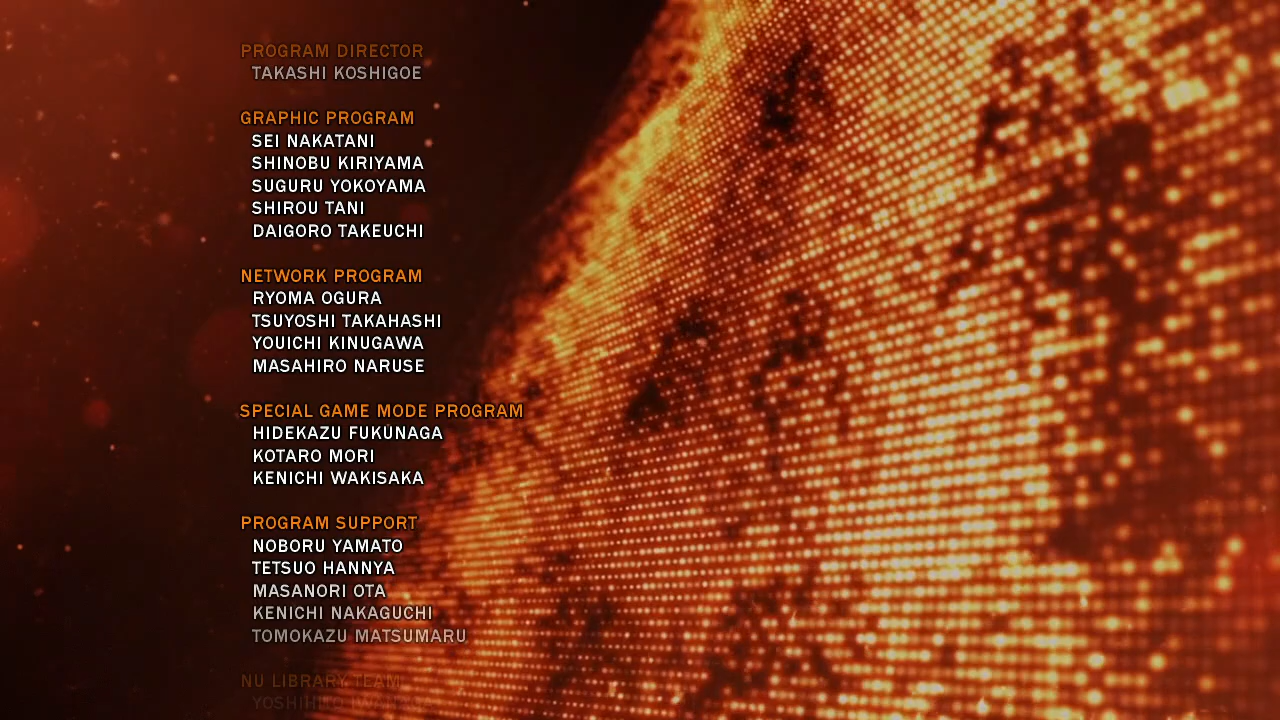 PROGRAM DIRECTOR
TAKASHI KOSHIGOE
GRAPHIC PROGRAM
SEI NAKATANI
SHINOBU KIRIYAMA
SUGURU YOKOYAMA
SHIROU TANI
DAIGORO TAKEUCHI
NETWORK PROGRAM
RYOMA OGURA
TSUYOSHI TAKAHASHI
YOUICHI KINUGAWA
MASAHIRO NARUSE
SPECIAL GAME MODE PROGRAM
HIDEKAZU FUKUNAGA
KOTARO MORI
KENICHI WAKISAKA
PROGRAM SUPPORT
NOBORU YAMATO
TETSUO HANNYA
MASANORI OTA
KENICHI NAKAGUCHI
TOMOKAZU MATSUMARU
NU LIBRARY TEAM
YOSHIHITO